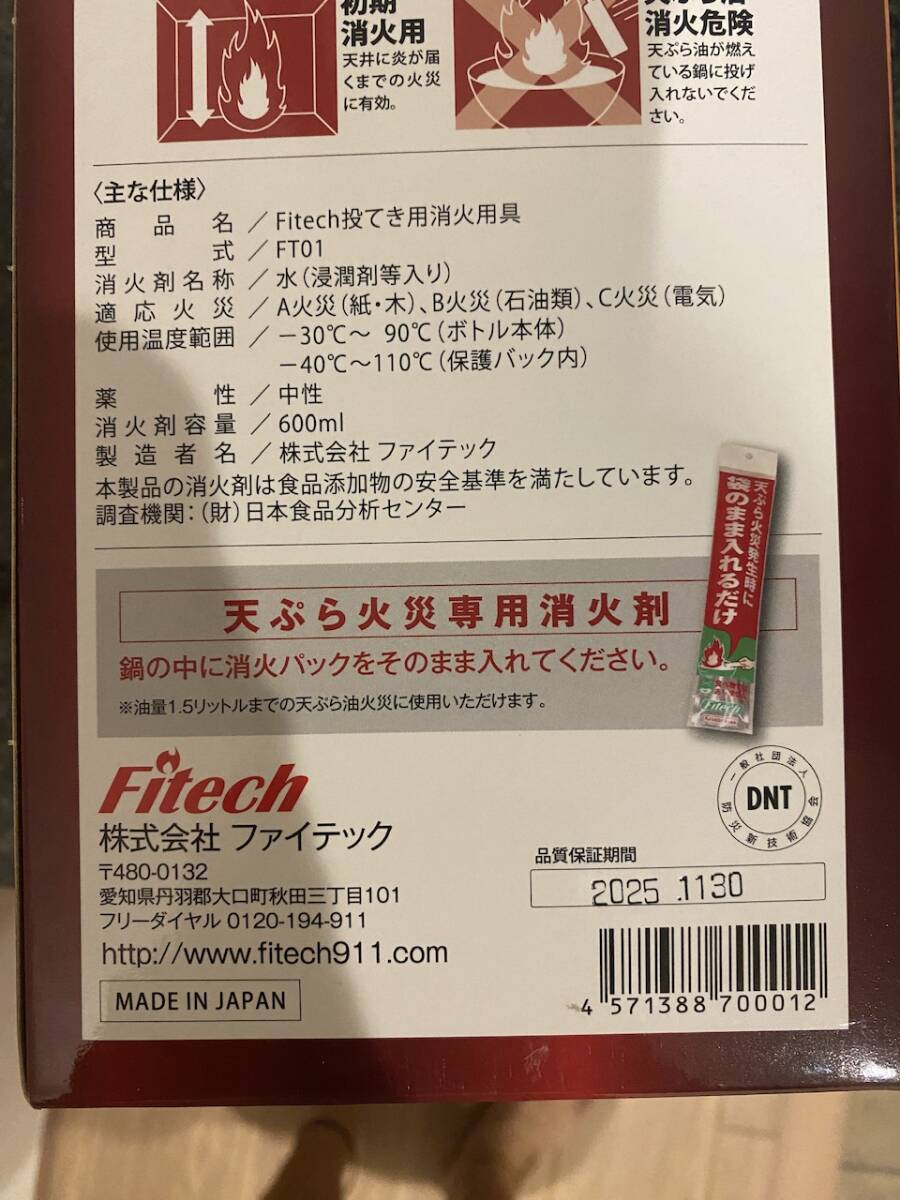 初期
消火用
天井に炎が届
くまでの火災
に有効。
天ぷら油
消火危険
天ぷら油が燃え
ている鍋に投げ
入れないでくだ
さい。
〈主な仕様〉
商品名／Fitech投てき用消火用具
型式／FT01
消火剤名称／水(浸潤剤等入り)
適応火災／A火災(紙・木)、B火災(石油類)、C火災(電気)
使用温度範囲／−30℃〜 90℃(ボトル本体)
−40℃〜110℃(保護バック内)
薬性／中性
消火剤容量／600ml
製造者名／株式会社 ファイテック
本製品の消火剤は食品添加物の安全基準を満たしています。
調査機関：(財)日本食品分析センター
天ぷら火災発生時に
袋のまま入れるだけ
Fitech
天ぷら火災専用消火剤
鍋の中に消火パックをそのまま入れてください。
※油量1.5リットルまでの天ぷら油火災に使用いただけます。
Fitech
株式会社 ファイテック
〒480-0132
愛知県丹羽郡大口町秋田三丁目101
フリーダイヤル 0120-194-911
http://www.fitech911.com
MADE IN JAPAN
一般社団法人
DNT
防災新技術協会
品質保証期間
2025.1130
4 571388 700012